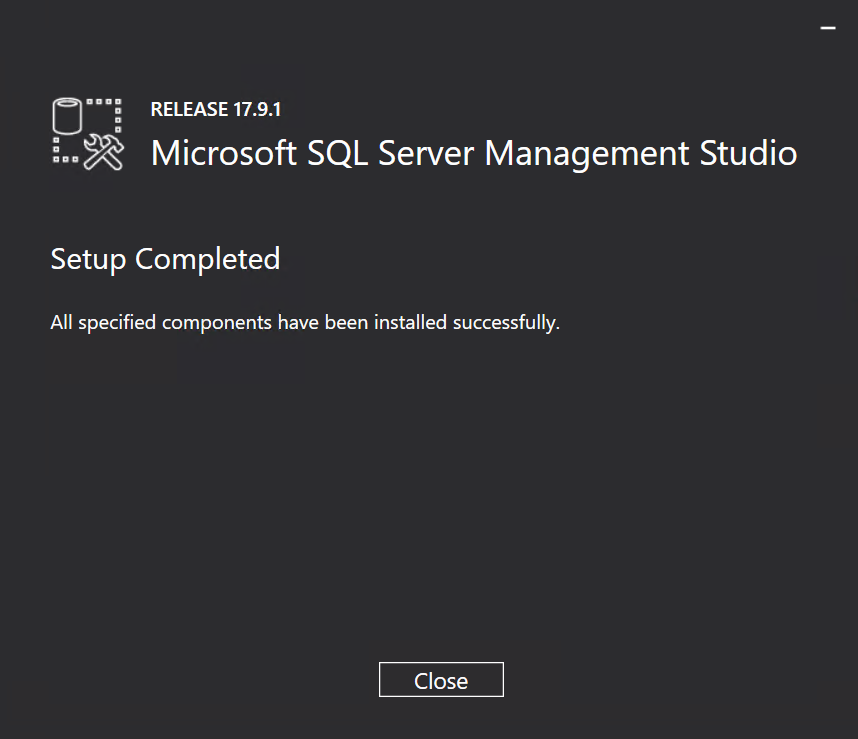 RELEASE 17.9.1
Microsoft SQL Server Management Studio
Setup Completed
All specified components have been installed successfully.
Close